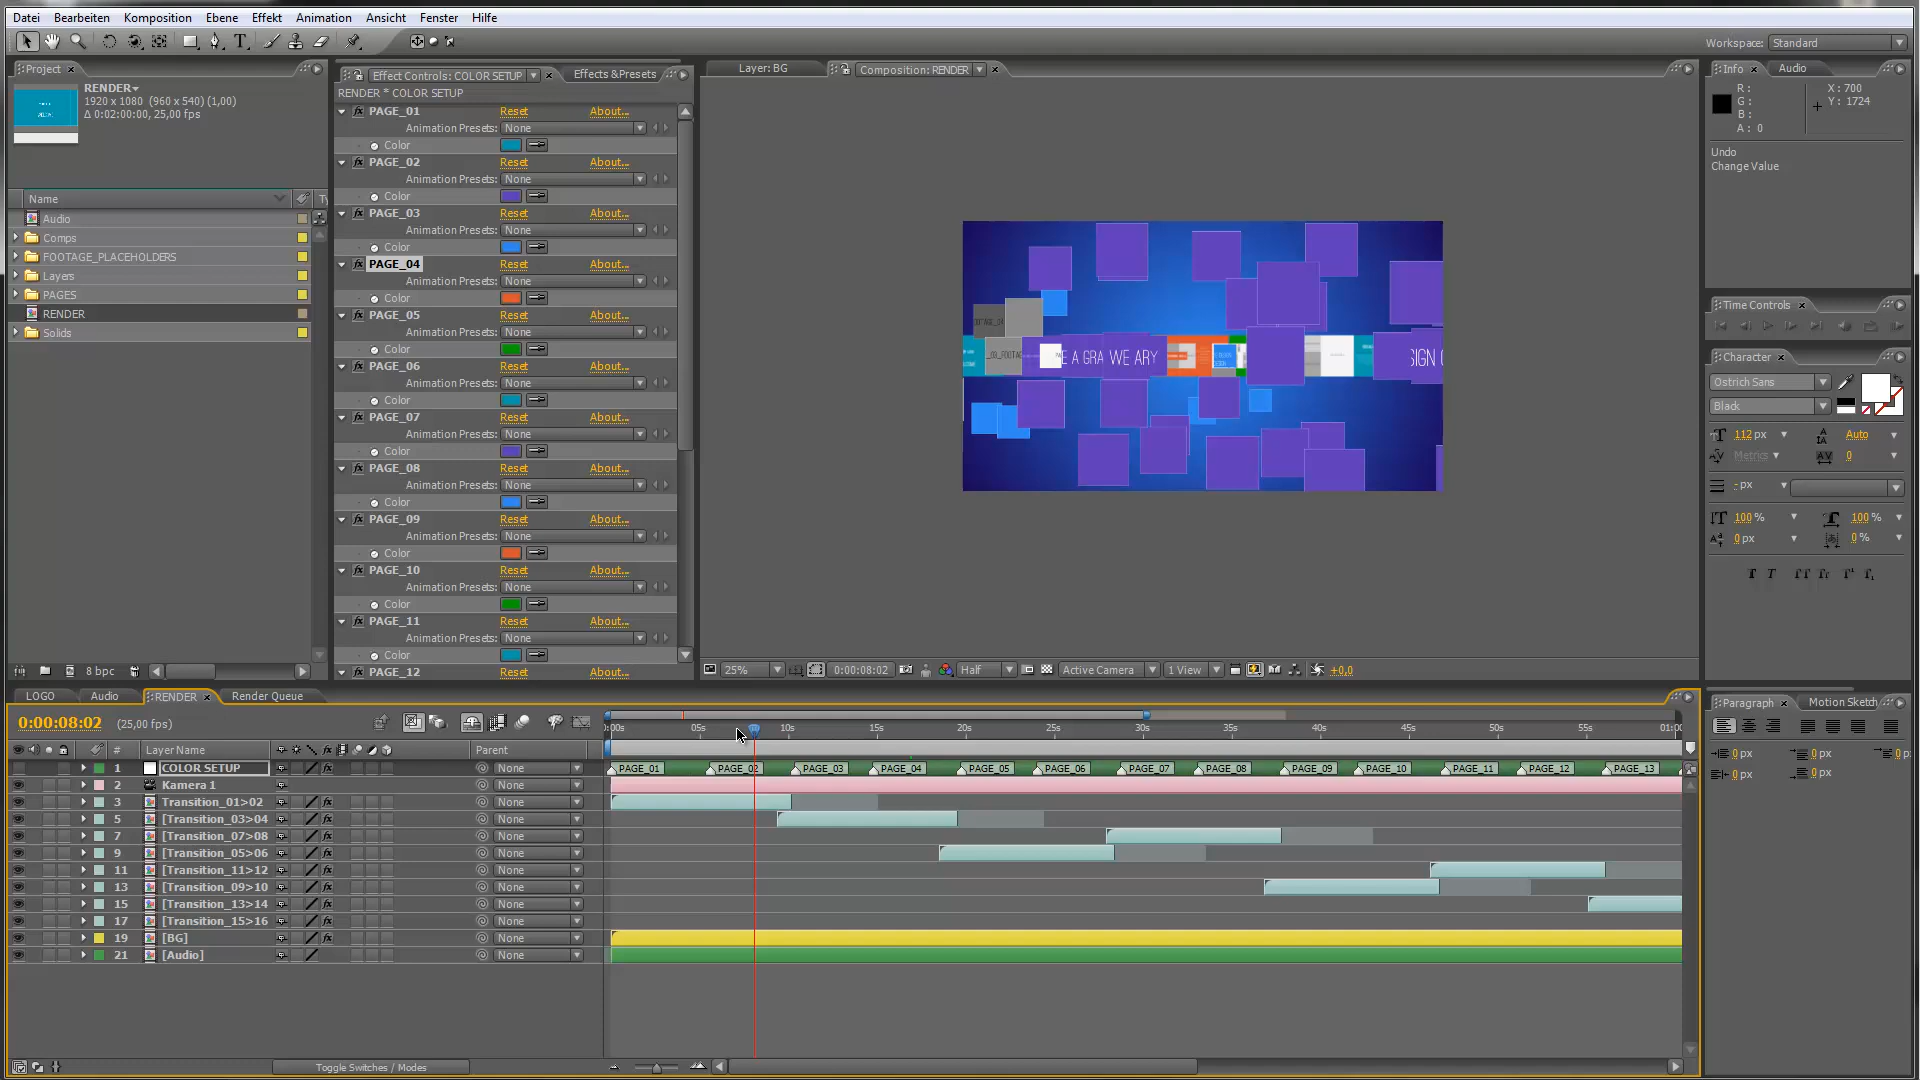 Datei Bearbeiten Komposition Ebene Effekt Animation Ansicht Fenster Hilfe
Workspace: Standard
Project
RENDER
1920 x 1080 (960 x 540) (1,00)
Δ 0:02:00:00, 25,00 fps
Name
Audio
Comps
FOOTAGE_PLACEHOLDERS
Layers
PAGES
RENDER
Solids
8 bpc
Effect Controls: COLOR SETUP
Effects & Presets
RENDER * COLOR SETUP
PAGE_01 Reset About...
Animation Presets: None
Color
PAGE_02 Reset About...
Animation Presets: None
Color
PAGE_03 Reset About...
Animation Presets: None
Color
PAGE_04 Reset About...
Animation Presets: None
Color
PAGE_05 Reset About...
Animation Presets: None
Color
PAGE_06 Reset About...
Animation Presets: None
Color
PAGE_07 Reset About...
Animation Presets: None
Color
PAGE_08 Reset About...
Animation Presets: None
Color
PAGE_09 Reset About...
Animation Presets: None
Color
PAGE_10 Reset About...
Animation Presets: None
Color
PAGE_11 Reset About...
Animation Presets: None
Color
PAGE_12 Reset About...
Layer: BG
Composition: RENDER
E A GRA WE ARY
SIGN
25% 0:00:08:02 Half Active Camera 1 View +0,0
Info Audio
R : X : 700
G : Y : 1724
B :
A : 0
Undo
Change Value
Time Controls
Character
Ostrich Sans
Black
112 px Auto
Metrics 0
- px
100 % 100 %
0 px 0 %
Paragraph Motion Sketch
0 px 0 px 0 p
0 px 0 px
LOGO Audio RENDER Render Queue
0:00:08:02 (25,00 fps)
:00s 05s 10s 15s 20s 25s 30s 35s 40s 45s 50s 55s 01:00
# Layer Name Parent
1 COLOR SETUP None PAGE_01 PAGE_02 PAGE_03 PAGE_04 PAGE_05 PAGE_06 PAGE_07 PAGE_08 PAGE_09 PAGE_10 PAGE_11 PAGE_12 PAGE_13
2 Kamera 1 None
3 Transition_01>02 None
5 [Transition_03>04 None
7 [Transition_07>08 None
9 [Transition_05>06 None
11 [Transition_11>12 None
13 [Transition_09>10 None
15 [Transition_13>14 None
17 [Transition_15>16 None
19 [BG] None
21 [Audio] None
Toggle Switches / Modes